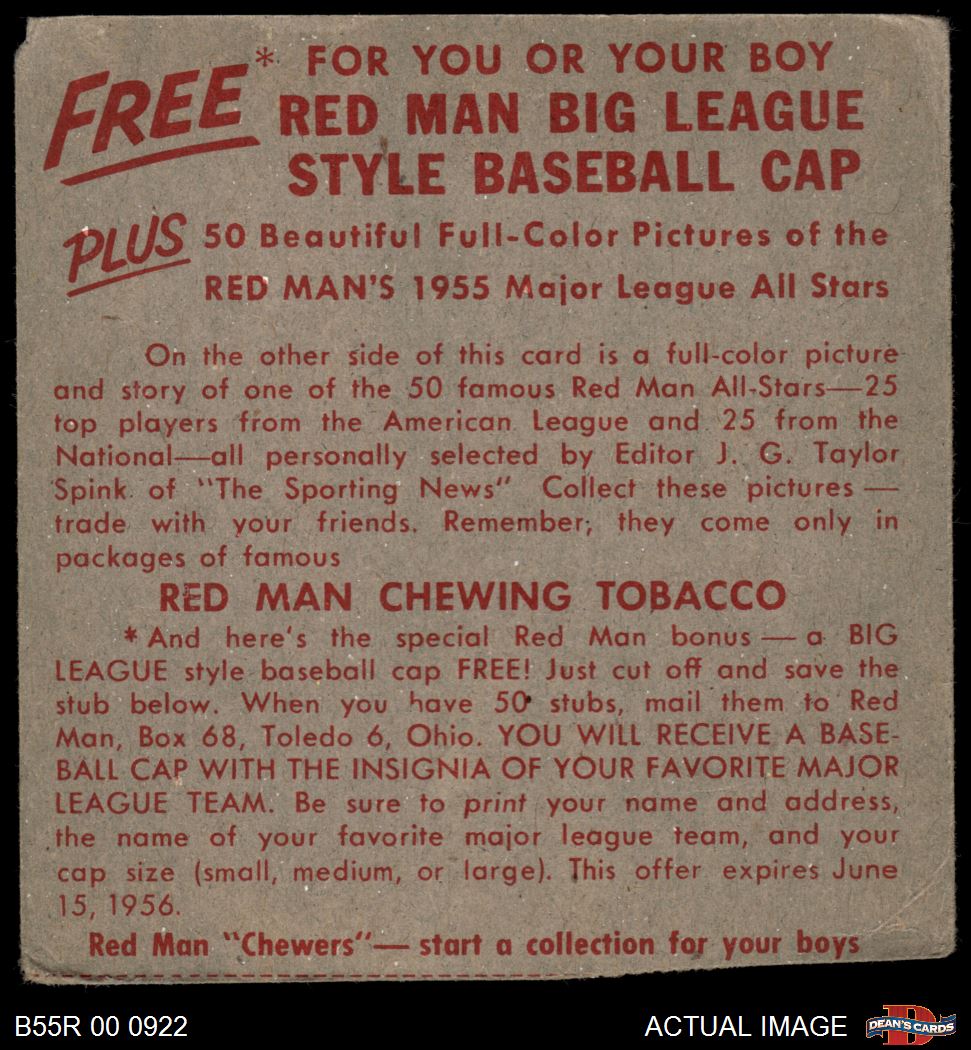 FREE* FOR YOU OR YOUR BOY
RED MAN BIG LEAGUE
STYLE BASEBALL CAP
PLUS 50 Beautiful Full-Color Pictures of the
RED MAN'S 1955 Major League All Stars
On the other side of this card is a full-color picture
and story of one of the 50 famous Red Man All-Stars—25
top players from the American League and 25 from the
National—all personally selected by Editor J. G. Taylor
Spink of "The Sporting News" Collect these pictures —
trade with your friends. Remember, they come only in
packages of famous
RED MAN CHEWING TOBACCO
* And here's the special Red Man bonus — a BIG
LEAGUE style baseball cap FREE! Just cut off and save the
stub below. When you have 50 stubs, mail them to Red
Man, Box 68, Toledo 6, Ohio. YOU WILL RECEIVE A BASE-
BALL CAP WITH THE INSIGNIA OF YOUR FAVORITE MAJOR
LEAGUE TEAM. Be sure to print your name and address,
the name of your favorite major league team, and your
cap size (small, medium, or large). This offer expires June
15, 1956.
Red Man "Chewers"— start a collection for your boys
B55R 00 0922
ACTUAL IMAGE
DEAN'S CARDS